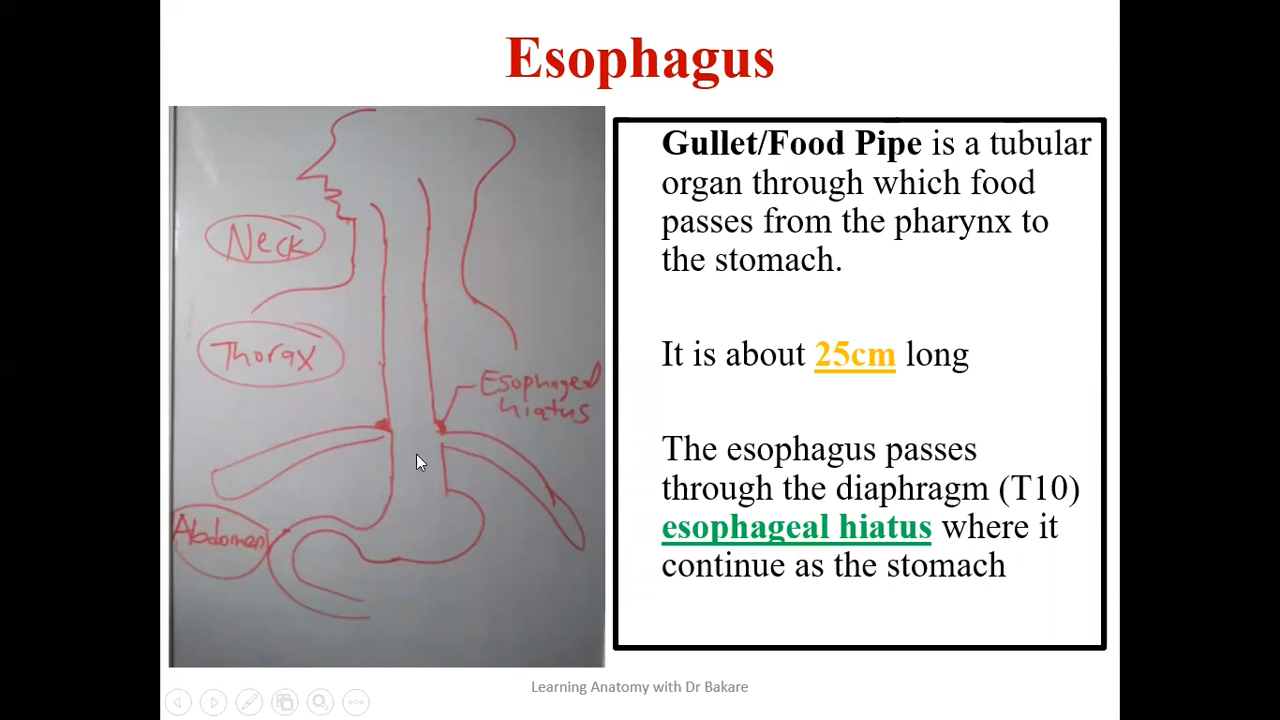 Esophagus
Neck
Thorax
Esophageal
hiatus
Abdomen
Gullet/Food Pipe is a tubular
organ through which food
passes from the pharynx to
the stomach.
It is about 25cm long
The esophagus passes
through the diaphragm (T10)
esophageal hiatus where it
continue as the stomach
Learning Anatomy with Dr Bakare